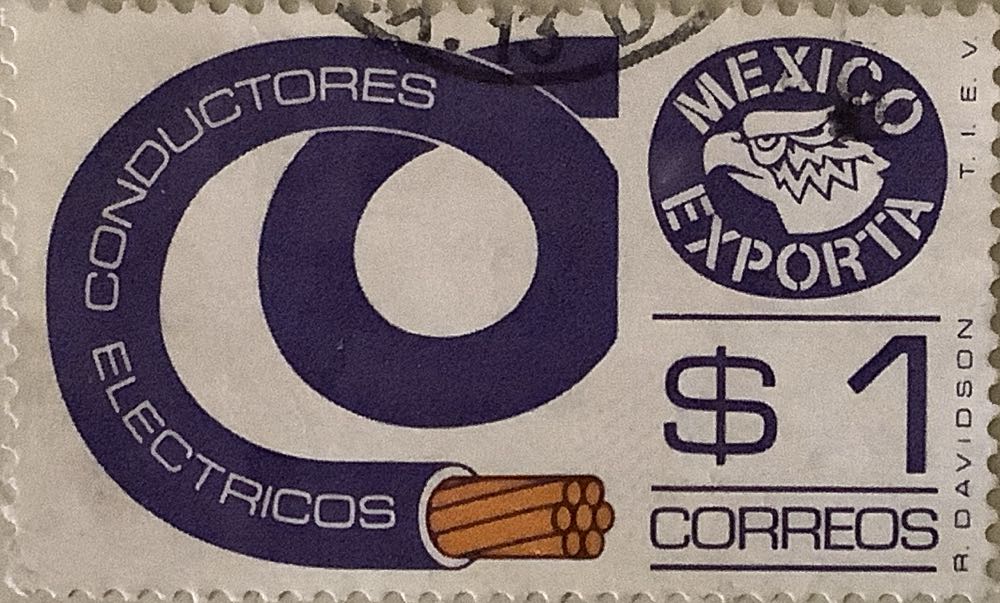 CONDUCTORES
ELECTRICOS
MEXICO
EXPORTA
$1
CORREOS
R. DAVIDSON T. I. E. V.